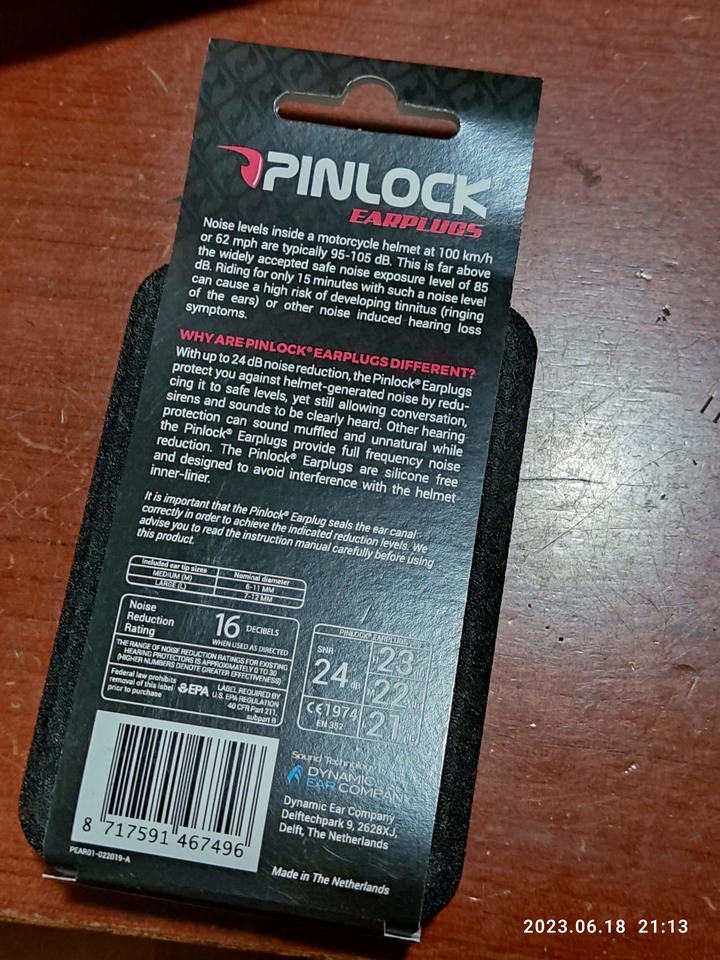 PINLOCK
EARPLUGS
Noise levels inside a motorcycle helmet at 100 km/h
or 62 mph are typically 95-105 dB. This is far above
the widely accepted safe noise exposure level of 85
dB. Riding for only 15 minutes with such a noise level
can cause a high risk of developing tinnitus (ringing
of the ears) or other noise induced hearing loss
symptoms.
WHY ARE PINLOCK® EARPLUGS DIFFERENT?
With up to 24 dB noise reduction, the Pinlock® Earplugs
protect you against helmet-generated noise by redu-
cing it to safe levels, yet still allowing conversation,
sirens and sounds to be clearly heard. Other hearing
protection can sound muffled and unnatural while
the Pinlock® Earplugs provide full frequency noise
reduction. The Pinlock® Earplugs are silicone free
and designed to avoid interference with the helmet
inner-liner.
It is important that the Pinlock® Earplug seals the ear canal
correctly in order to achieve the indicated reduction levels. We
advise you to read the instruction manual carefully before using
this product.
Included ear tip sizes Nominal diameter
MEDIUM (M) 6-11 MM
LARGE (L) 7-12 MM
Noise
Reduction
Rating
16 DECIBELS
WHEN USED AS DIRECTED
THE RANGE OF NOISE REDUCTION RATINGS FOR EXISTING
HEARING PROTECTORS IS APPROXIMATELY 0 TO 30
(HIGHER NUMBERS DENOTE GREATER EFFECTIVENESS)
Federal law prohibits
removal of this label
prior to purchase
EPA
LABEL REQUIRED BY
U.S. EPA REGULATION
40 CFR Part 211,
subpart B
PINLOCK® EARPLUGS
SNR
24 dB
H 23
M 22
L 21
CE 1974
EN 352
8 717591 467496
PEAR01-022019-A
Sound Technology
DYNAMIC
EAR COMPANY
Dynamic Ear Company
Delftechpark 9, 2628XJ,
Delft, The Netherlands
Made in The Netherlands
2023.06.18 21:13